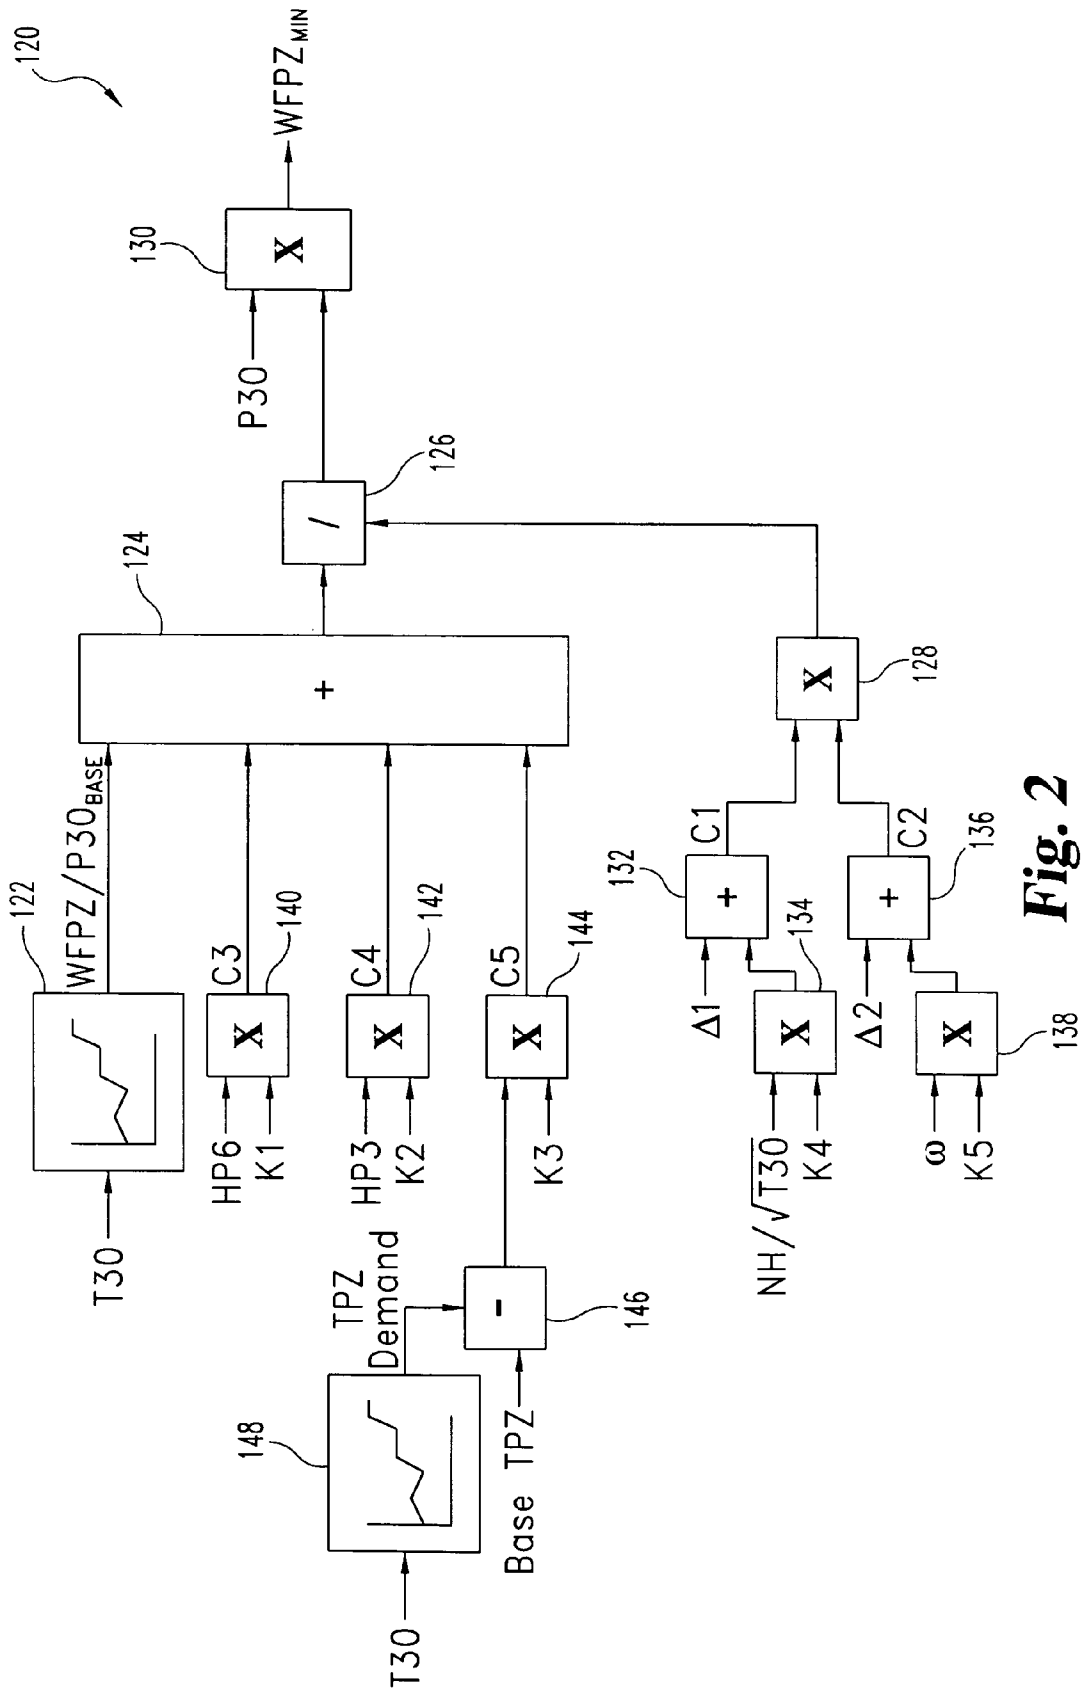 120
T30
122
WFPZ/P30BASE
HP6
K1
C3
140
HP3
K2
C4
142
T30
148
TPZ
Demand
Base TPZ
-
146
K3
X
C5
144
X
X
124
+
/
126
P30
130
X
WFPZMIN
NH/√T30
K4
X
134
Δ1
+
132
C1
ω
K5
X
138
Δ2
+
136
C2
X
128
Fig. 2